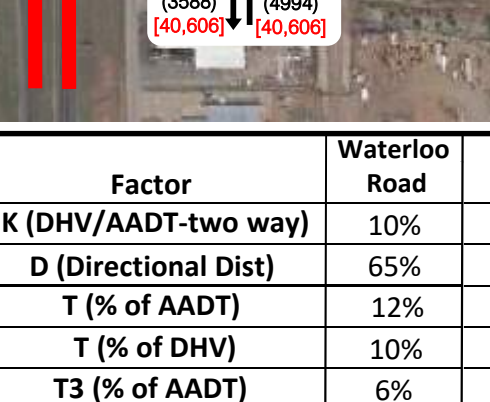 (3588) (4994)
[40,606] [40,606]
Factor Waterloo Road
K (DHV/AADT-two way) 10%
D (Directional Dist) 65%
T (% of AADT) 12%
T (% of DHV) 10%
T3 (% of AADT) 6%